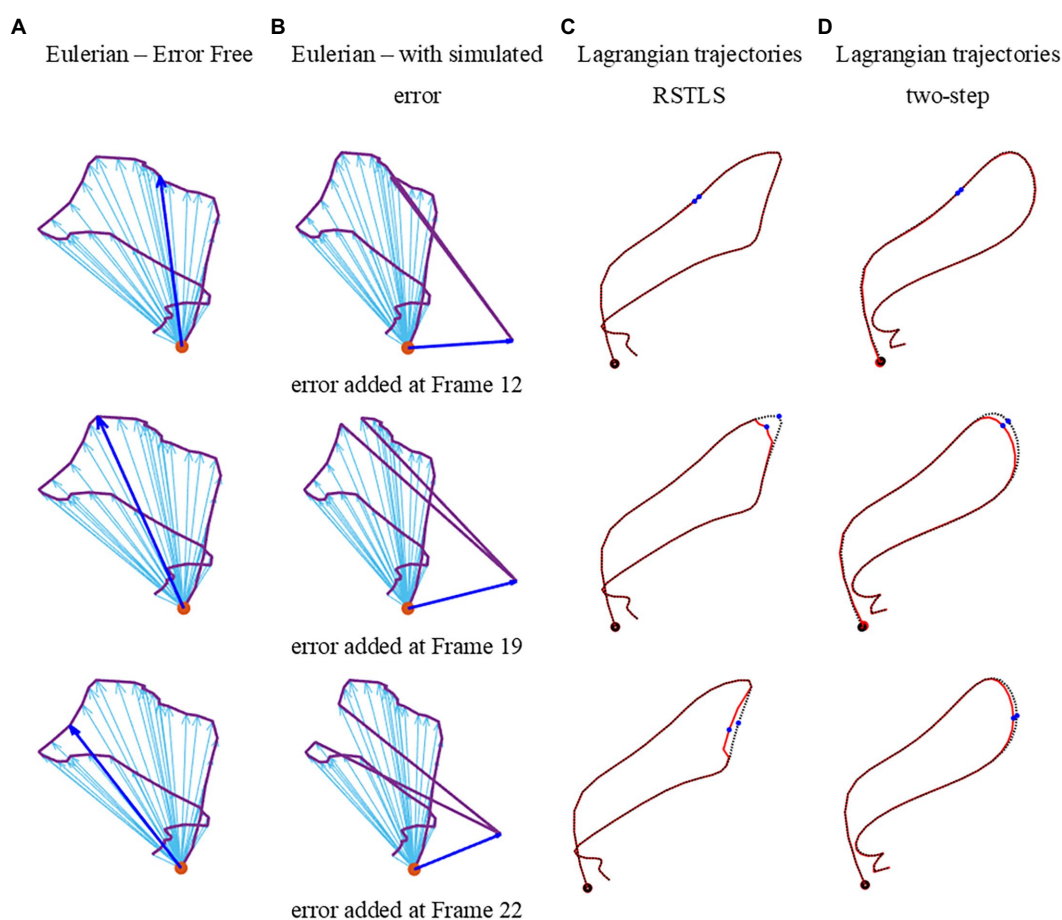 A
Eulerian – Error Free
B
Eulerian – with simulated
error
C
Lagrangian trajectories
RSTLS
D
Lagrangian trajectories
two-step
error added at Frame 12
error added at Frame 19
error added at Frame 22